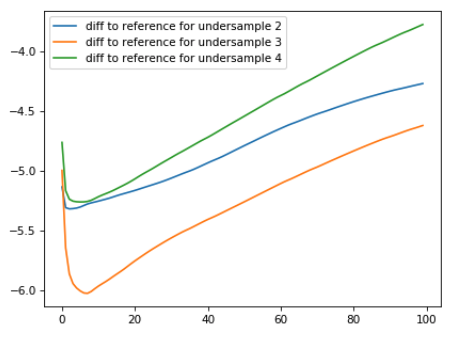 diff to reference for undersample 2
diff to reference for undersample 3
diff to reference for undersample 4
−4.0
−4.5
−5.0
−5.5
−6.0
0 20 40 60 80 100